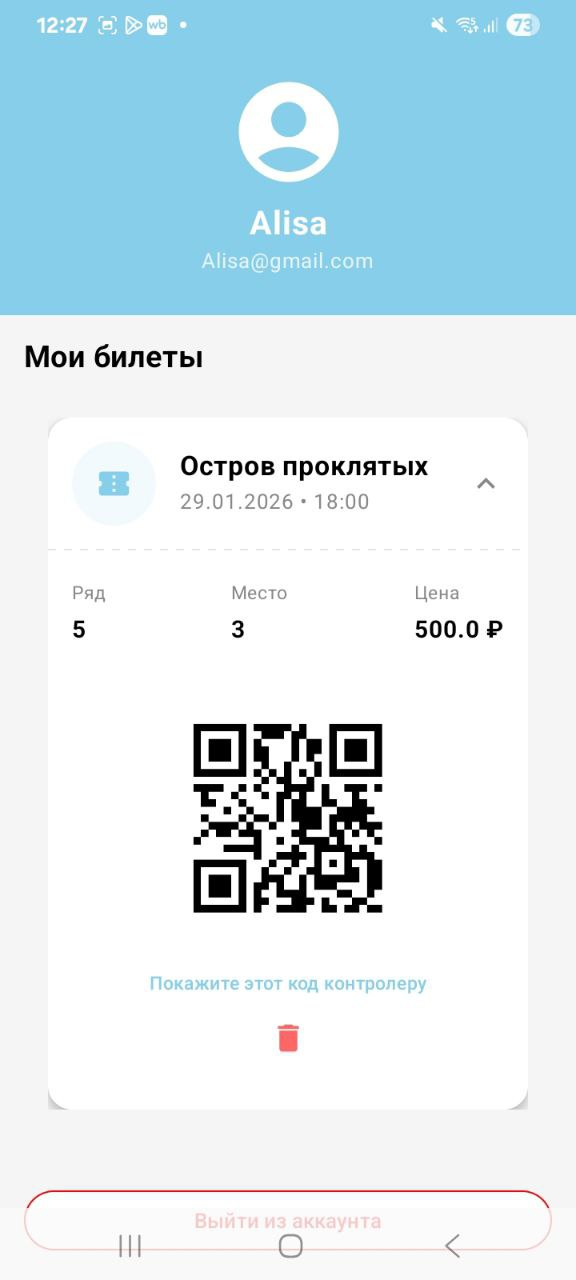 12:27 wb 73
Alisa
Alisa@gmail.com
Мои билеты
Остров проклятых
29.01.2026 • 18:00
Ряд Место Цена
5 3 500.0 ₽
Покажите этот код контролеру
Выйти из аккаунта